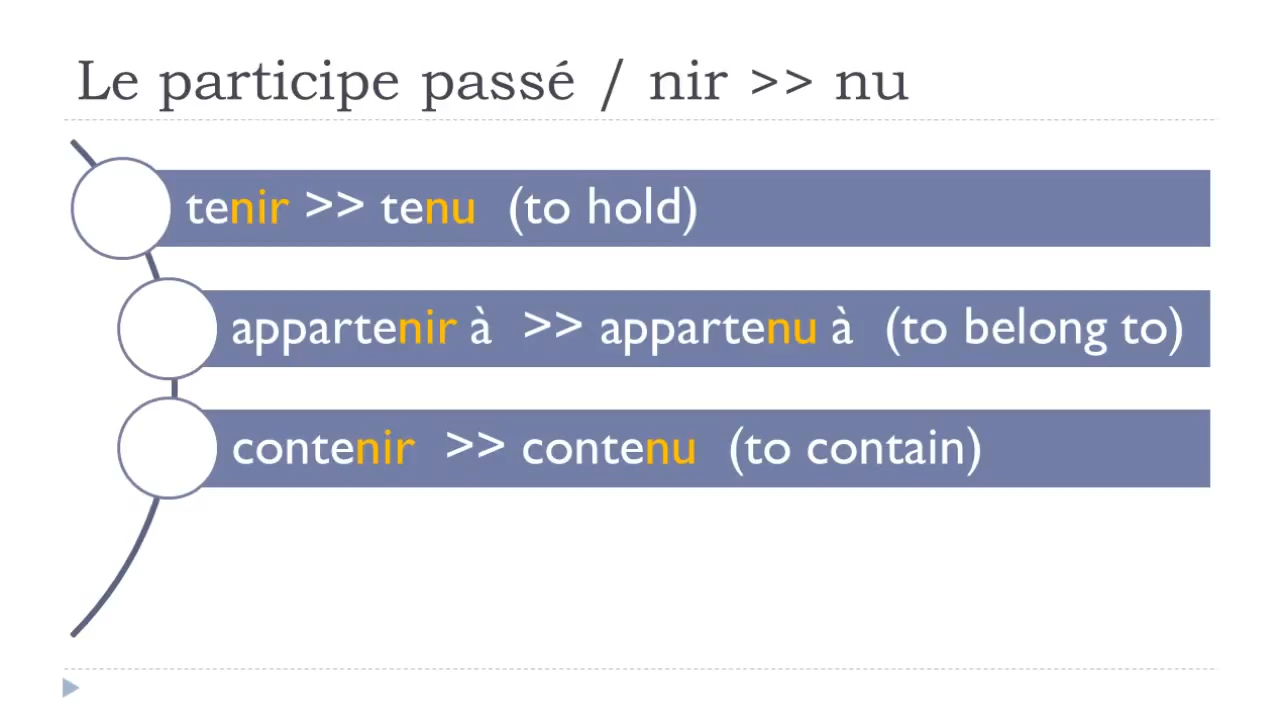 Le participe passé / nir >> nu
tenir >> tenu (to hold)
appartenir à >> appartenu à (to belong to)
contenir >> contenu (to contain)